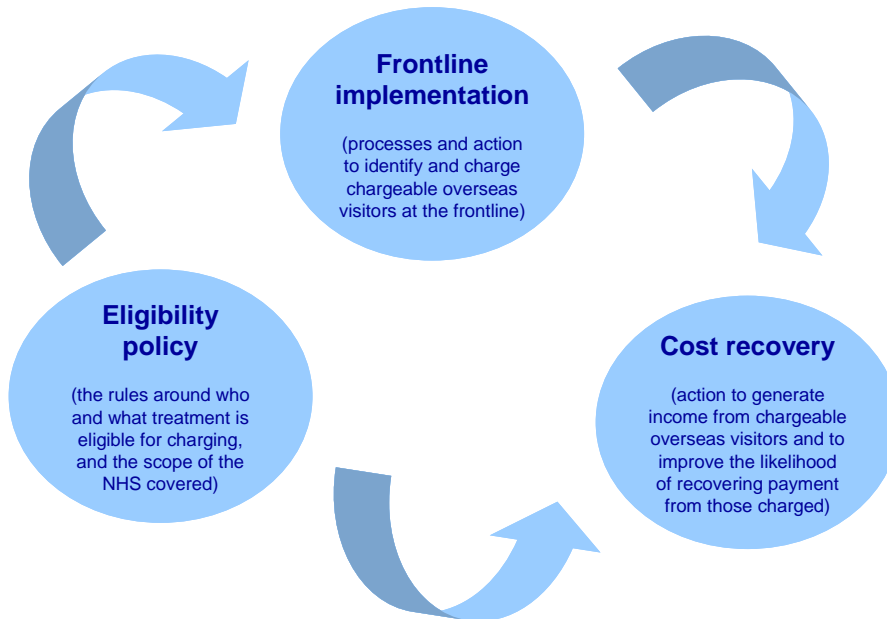 Frontline
implementation
(processes and action
to identify and charge
chargeable overseas
visitors at the frontline)
Eligibility
policy
(the rules around who
and what treatment is
eligible for charging,
and the scope of the
NHS covered)
Cost recovery
(action to generate
income from chargeable
overseas visitors and to
improve the likelihood
of recovering payment
from those charged)